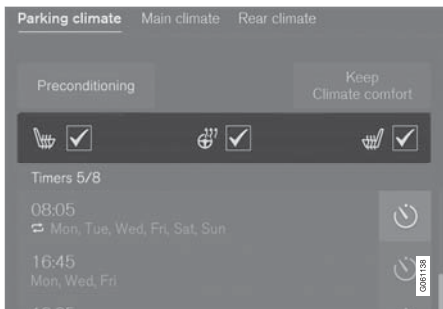 Parking climate Main climate Rear climate
Preconditioning
Keep
Climate comfort
Timers 5/8
08:05
Mon, Tue, Wed, Fri, Sat, Sun
16:45
Mon, Wed, Fri
G061138